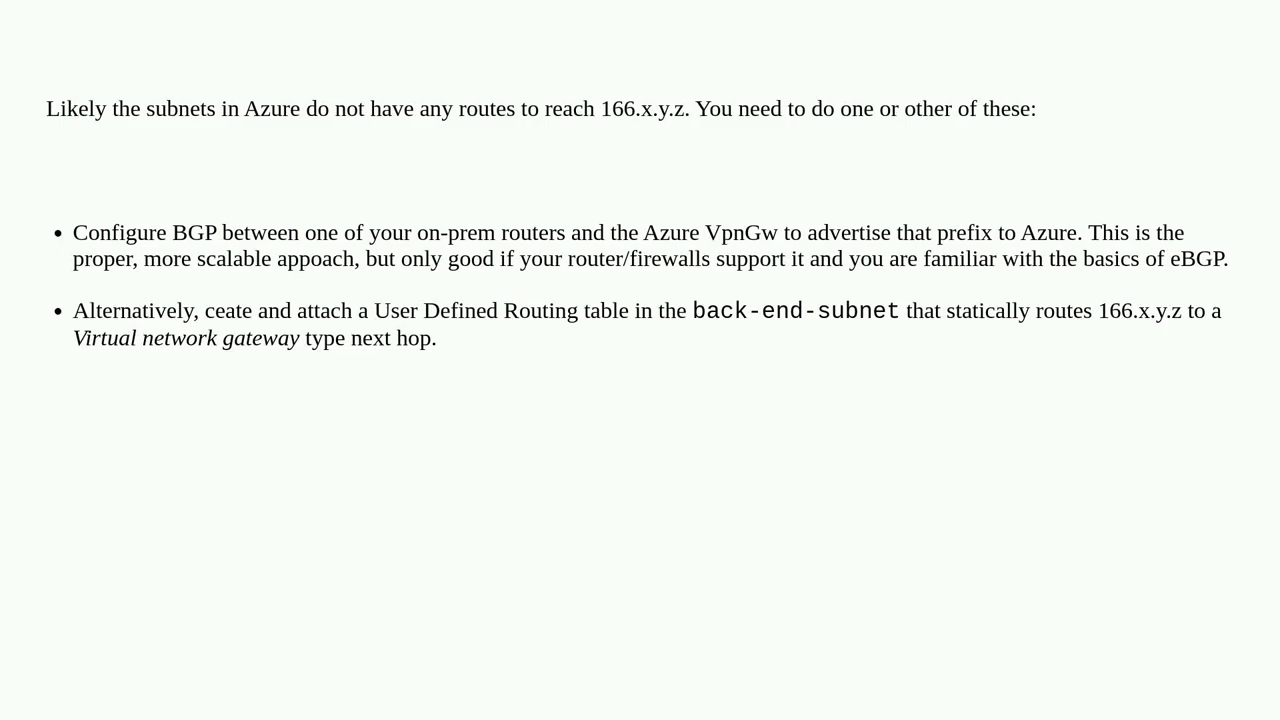 Likely the subnets in Azure do not have any routes to reach 166.x.y.z. You need to do one or other of these:
• Configure BGP between one of your on-prem routers and the Azure VpnGw to advertise that prefix to Azure. This is the
proper, more scalable appoach, but only good if your router/firewalls support it and you are familiar with the basics of eBGP.
• Alternatively, ceate and attach a User Defined Routing table in the back-end-subnet that statically routes 166.x.y.z to a
Virtual network gateway type next hop.